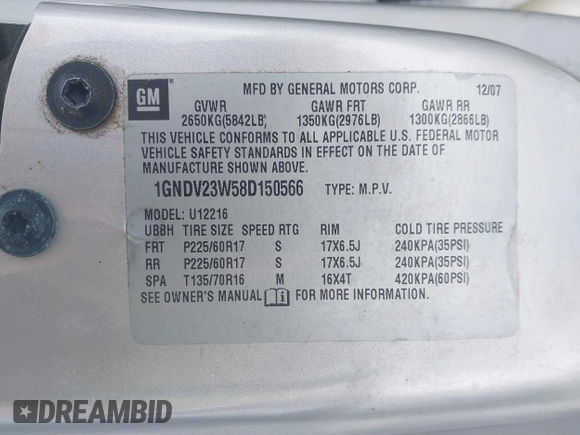 GM
MFD BY GENERAL MOTORS CORP. 12/07
GVWR GAWR FRT GAWR RR
2650KG(5842LB) 1350KG(2976LB) 1300KG(2866LB)
THIS VEHICLE CONFORMS TO ALL APPLICABLE U.S. FEDERAL MOTOR
VEHICLE SAFETY STANDARDS IN EFFECT ON THE DATE OF
MANUFACTURE SHOWN ABOVE.
1GNDV23W58D150566 TYPE: M.P.V.
MODEL: U12216
UBBH TIRE SIZE SPEED RTG RIM COLD TIRE PRESSURE
FRT P225/60R17 S 17X6.5J 240KPA(35PSI)
RR P225/60R17 S 17X6.5J 240KPA(35PSI)
SPA T135/70R16 M 16X4T 420KPA(60PSI)
SEE OWNER'S MANUAL FOR MORE INFORMATION.
DREAMBID